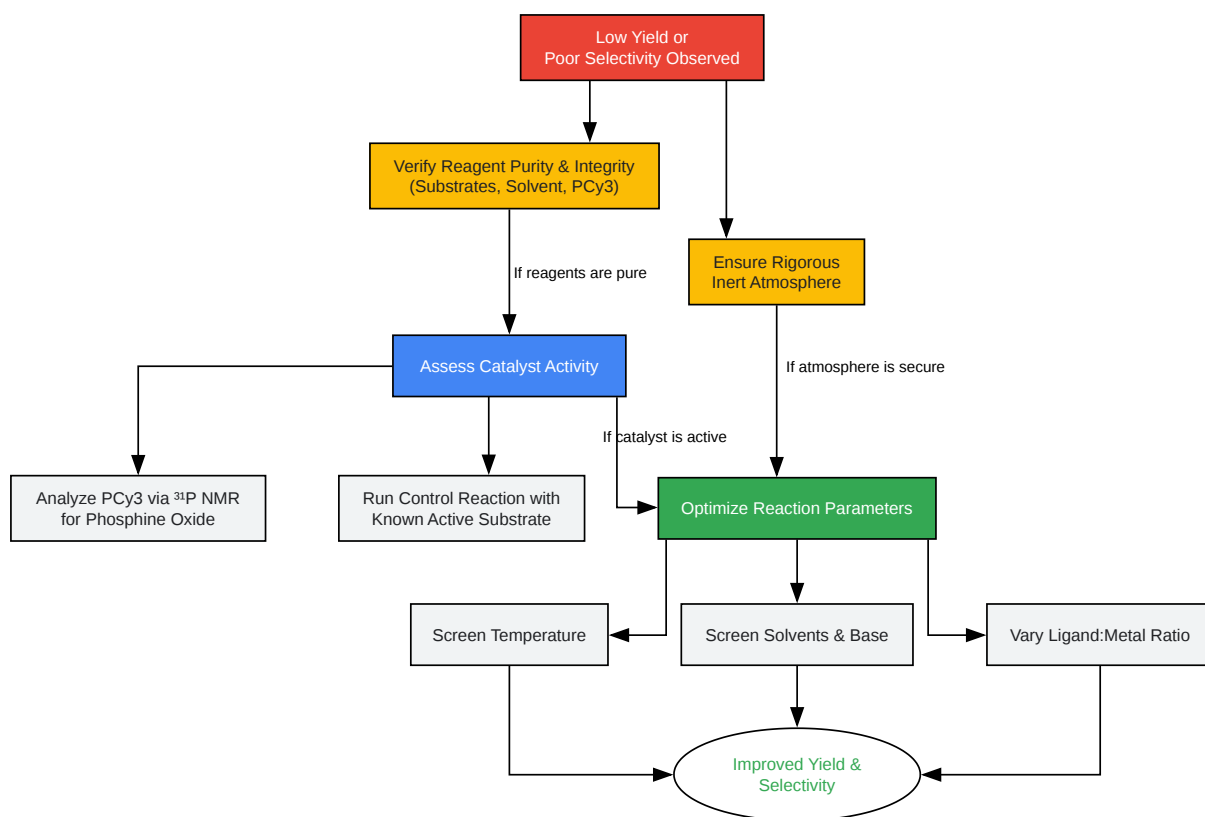 Low Yield or
Poor Selectivity Observed
Verify Reagent Purity & Integrity
(Substrates, Solvent, PCy3)
Ensure Rigorous
Inert Atmosphere
If reagents are pure
Assess Catalyst Activity
If atmosphere is secure
If catalyst is active
Analyze PCy3 via ³¹P NMR
for Phosphine Oxide
Run Control Reaction with
Known Active Substrate
Optimize Reaction Parameters
Screen Temperature
Screen Solvents & Base
Vary Ligand:Metal Ratio
Improved Yield &
Selectivity